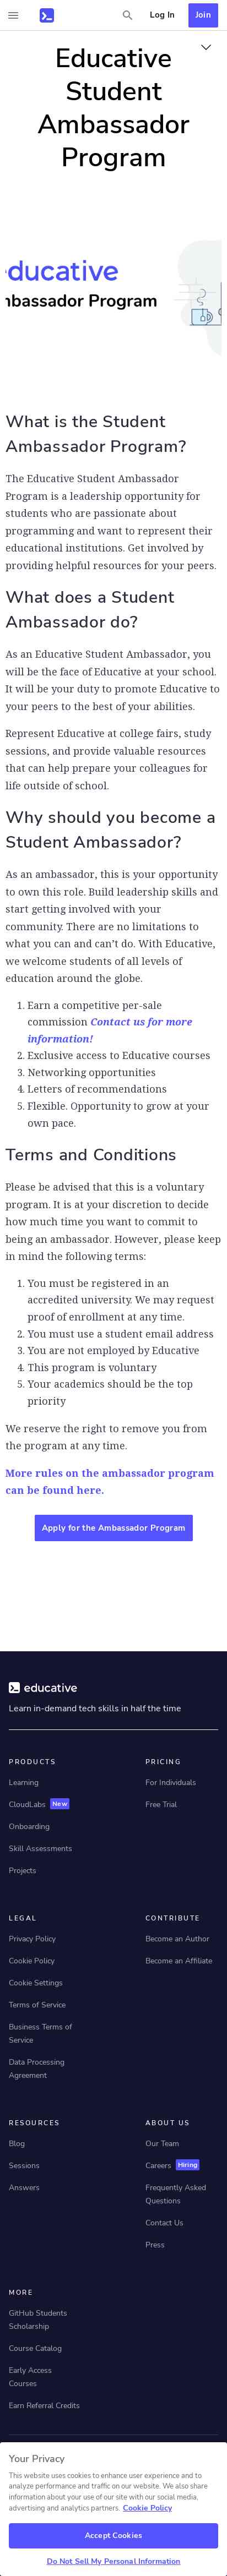 Log In
Join
Educative
Student
Ambassador
Program
educative
mbassador Program
What is the Student
Ambassador Program?
The Educative Student Ambassador
Program is a leadership opportunity for
students who are passionate about
programming and want to represent their
educational institutions. Get involved by
providing helpful resources for your peers.
What does a Student
Ambassador do?
As an Educative Student Ambassador, you
will be the face of Educative at your school.
It will be your duty to promote Educative to
your peers to the best of your abilities.
Represent Educative at college fairs, study
sessions, and provide valuable resources
that can help prepare your colleagues for
life outside of school.
Why should you become a
Student Ambassador?
As an ambassador, this is your opportunity
to own this role. Build leadership skills and
start getting involved with your
community. There are no limitations to
what you can and can't do. With Educative,
we welcome students of all levels of
education around the globe.
1. Earn a competitive per-sale
commission Contact us for more
information!
2. Exclusive access to Educative courses
3. Networking opportunities
4. Letters of recommendations
5. Flexible. Opportunity to grow at your
own pace.
Terms and Conditions
Please be advised that this is a voluntary
program. It is at your discretion to decide
how much time you want to commit to
being an ambassador. However, please keep
in mind the following terms:
1. You must be registered in an
accredited university. We may request
proof of enrollment at any time.
2. You must use a student email address
3. You are not employed by Educative
4. This program is voluntary
5. Your academics should be the top
priority
We reserve the right to remove you from
the program at any time.
More rules on the ambassador program
can be found here.
Apply for the Ambassador Program
educative
Learn in-demand tech skills in half the time
PRODUCTS
Learning
CloudLabs New
Onboarding
Skill Assessments
Projects
PRICING
For Individuals
Free Trial
LEGAL
Privacy Policy
Cookie Policy
Cookie Settings
Terms of Service
Business Terms of
Service
Data Processing
Agreement
CONTRIBUTE
Become an Author
Become an Affiliate
RESOURCES
Blog
Sessions
Answers
ABOUT US
Our Team
Careers Hiring
Frequently Asked
Questions
Contact Us
Press
MORE
GitHub Students
Scholarship
Course Catalog
Early Access
Courses
Earn Referral Credits
Your Privacy
This website uses cookies to enhance user experience and to
analyze performance and traffic on our website. We also share
information about your use of our site with our social media,
advertising and analytics partners. Cookie Policy
Accept Cookies
Do Not Sell My Personal Information